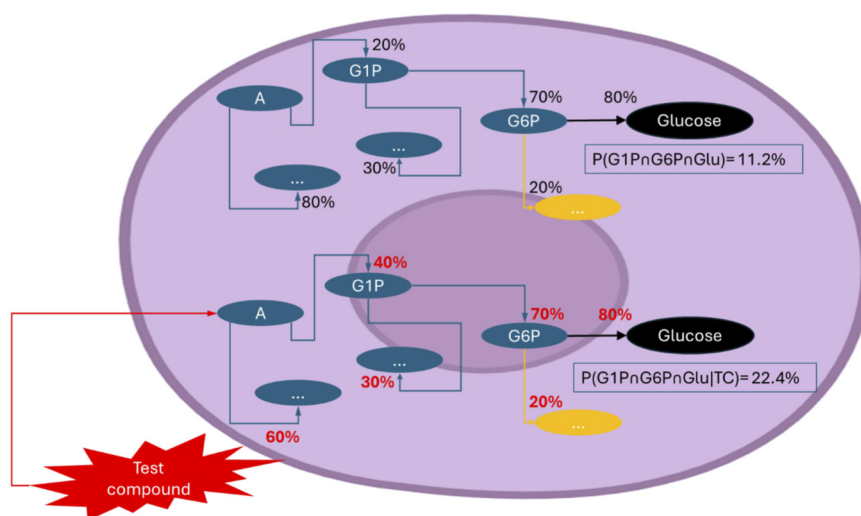 20%
G1P
A
70%
80%
G6P
Glucose
...
P(G1P∩G6P∩Glu)= 11.2%
30%
...
20%
80%
...
40%
G1P
A
70%
80%
G6P
Glucose
...
30%
P(G1P∩G6P∩Glu|TC)= 22.4%
...
20%
60%
...
Test
compound